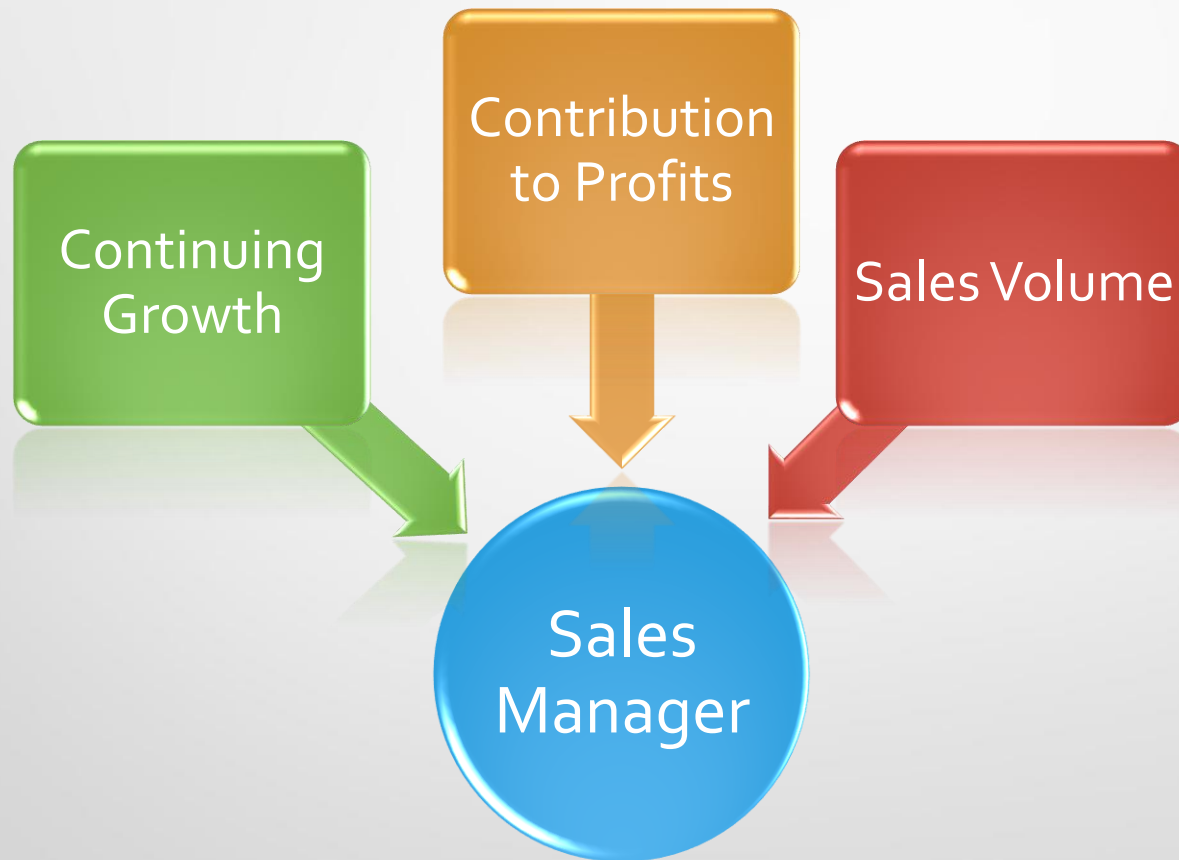 Continuing
Growth
Contribution
to Profits
Sales Volume
Sales
Manager